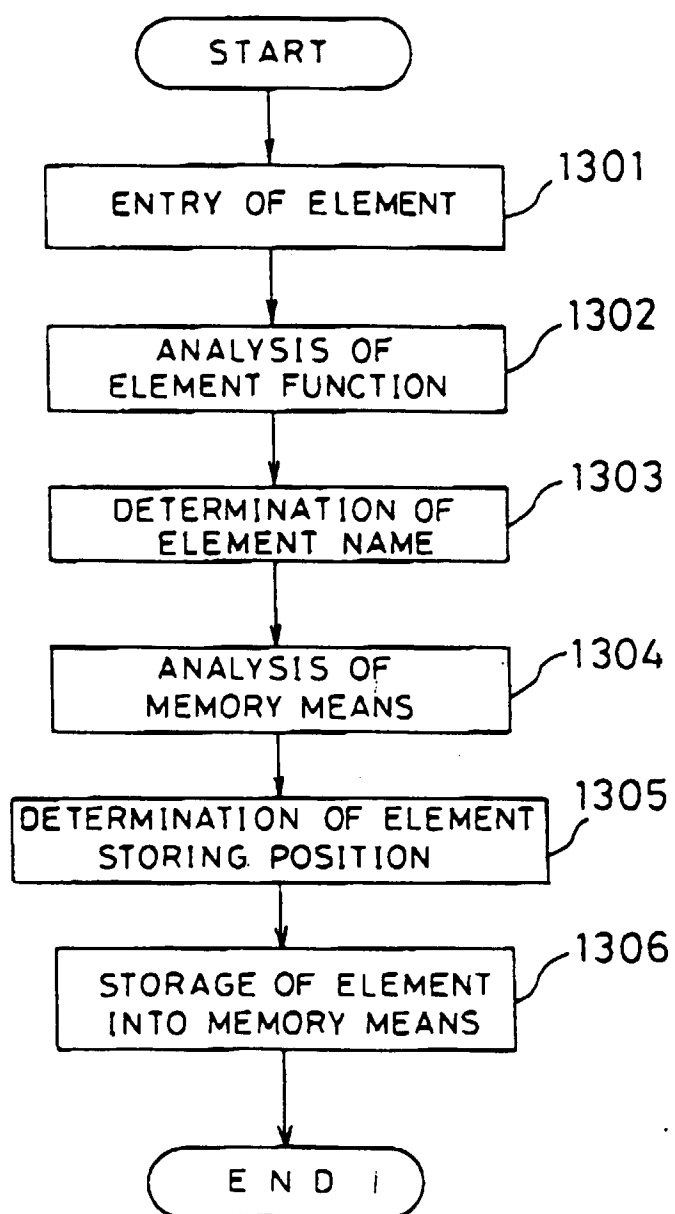 START
1301
ENTRY OF ELEMENT
1302
ANALYSIS OF
ELEMENT FUNCTION
1303
DETERMINATION OF
ELEMENT NAME
1304
ANALYSIS OF
MEMORY MEANS
1305
DETERMINATION OF ELEMENT
STORING POSITION
1306
STORAGE OF ELEMENT
INTO MEMORY MEANS
END